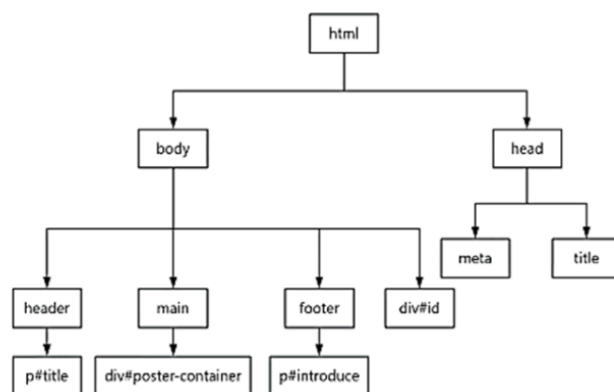 html
body
head
meta
title
header
main
footer
div#id
p#title
div#poster-container
p#introduce